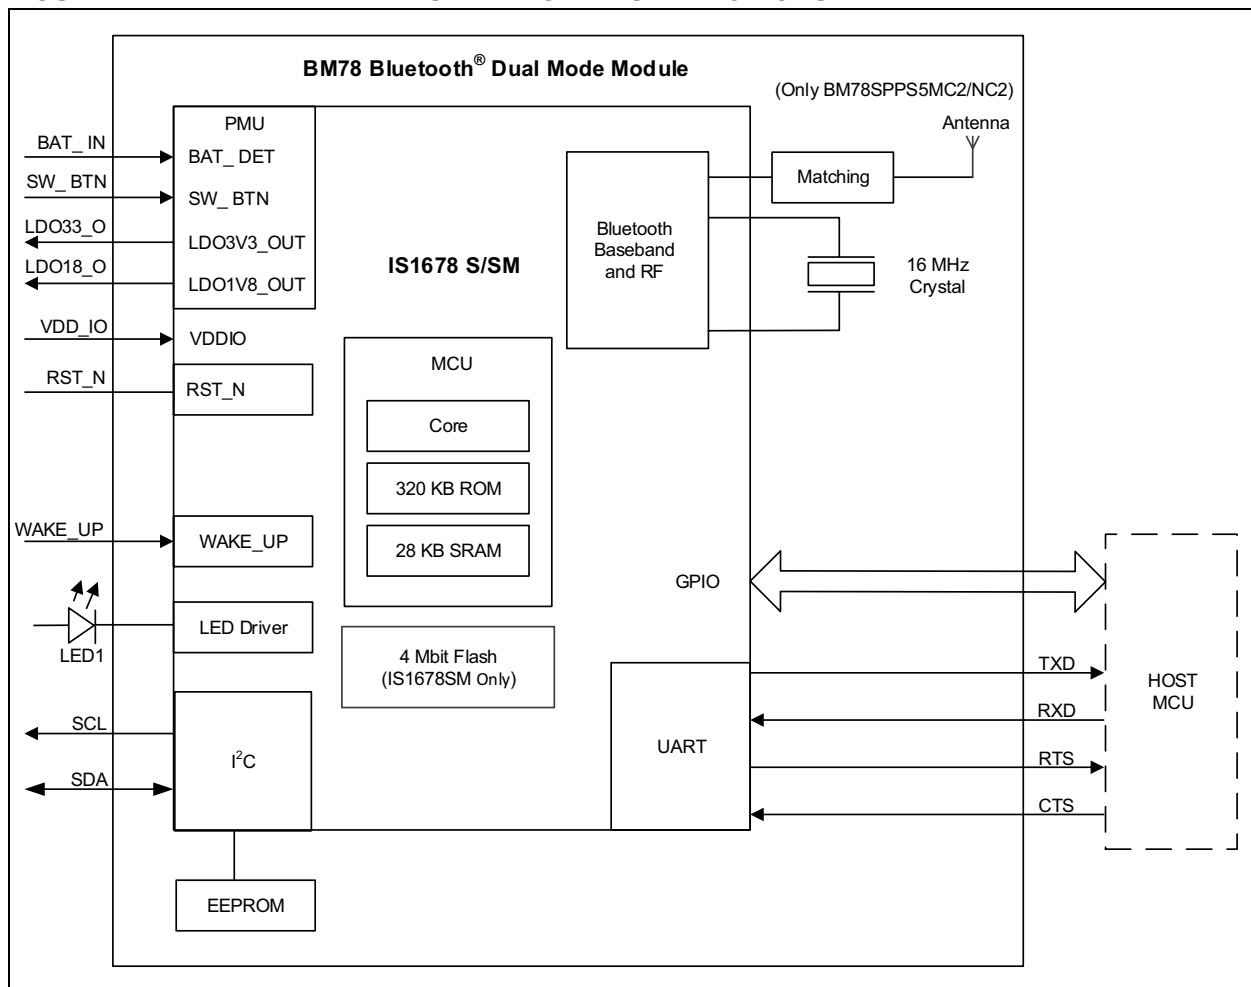 BM78 Bluetooth® Dual Mode Module
(Only BM78SPPS5MC2/NC2)
Antenna
PMU
BAT_ IN
BAT_ DET
SW_ BTN
SW_ BTN
LDO33_O
LDO3V3_OUT
LDO18_O
LDO1V8_OUT
VDD_IO
VDDIO
RST_N
RST_N
IS1678 S/SM
Bluetooth
Baseband
and RF
Matching
16 MHz
Crystal
MCU
Core
320 KB ROM
28 KB SRAM
WAKE_UP
WAKE_UP
LED1
LED Driver
4 Mbit Flash
(IS1678SM Only)
GPIO
SCL
SDA
I²C
EEPROM
UART
TXD
RXD
RTS
CTS
HOST
MCU